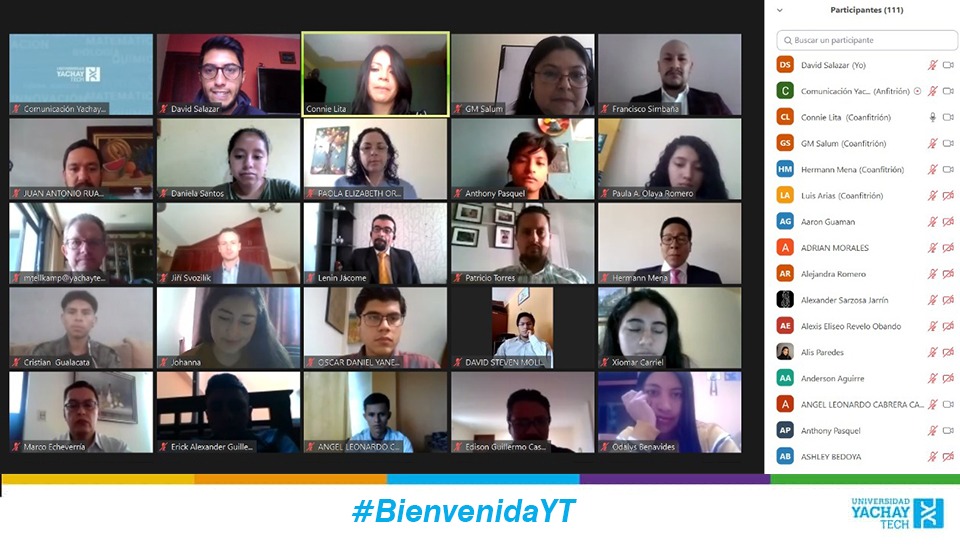 Participantes (111)
Buscar un participante
UNIVERSIDAD
YACHAY
TECH
Comunicación Yachay...
David Salazar
Connie Lita
GM Salum
Francisco Simbaña
JUAN ANTONIO RUA...
Daniela Santos
PAOLA ELIZABETH OR...
Anthony Pasquel
Paula A. Olaya Romero
mtellkamp@yachayte...
Jiří Svozilík
Lenin Jácome
Patricio Torres
Hermann Mena
Cristian Gualacata
Johanna
OSCAR DANIEL YANE...
DAVID STEVEN MOLI...
Xiomar Carriel
Marco Echeverría
Erick Alexander Guille...
ANGEL LEONARDO C...
Edison Guillermo Cas...
Odalys Benavides
DS David Salazar (Yo)
C Comunicación Yac... (Anfitrión)
CL Connie Lita (Coanfitrión)
GS GM Salum (Coanfitrión)
HM Hermann Mena (Coanfitrión)
LA Luis Arias (Coanfitrión)
AG Aaron Guaman
A ADRIAN MORALES
AR Alejandra Romero
Alexander Sarzosa Jarrín
AE Alexis Eliseo Revelo Obando
Alis Paredes
AA Anderson Aguirre
A ANGEL LEONARDO CABRERA CA...
AP Anthony Pasquel
AB ASHLEY BEDOYA
#BienvenidaYT
UNIVERSIDAD
YACHAY
TECH